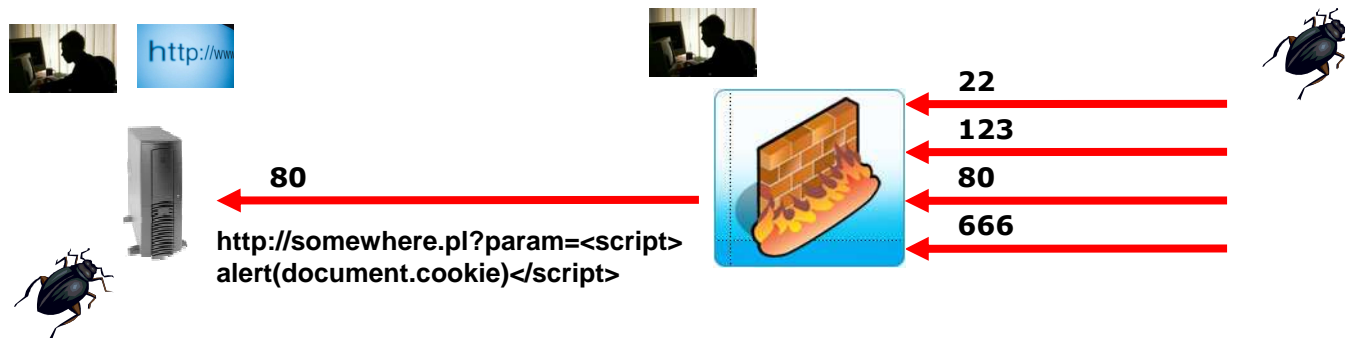 http://www
22
123
80
666
80
http://somewhere.pl?param=<script>
alert(document.cookie)</script>